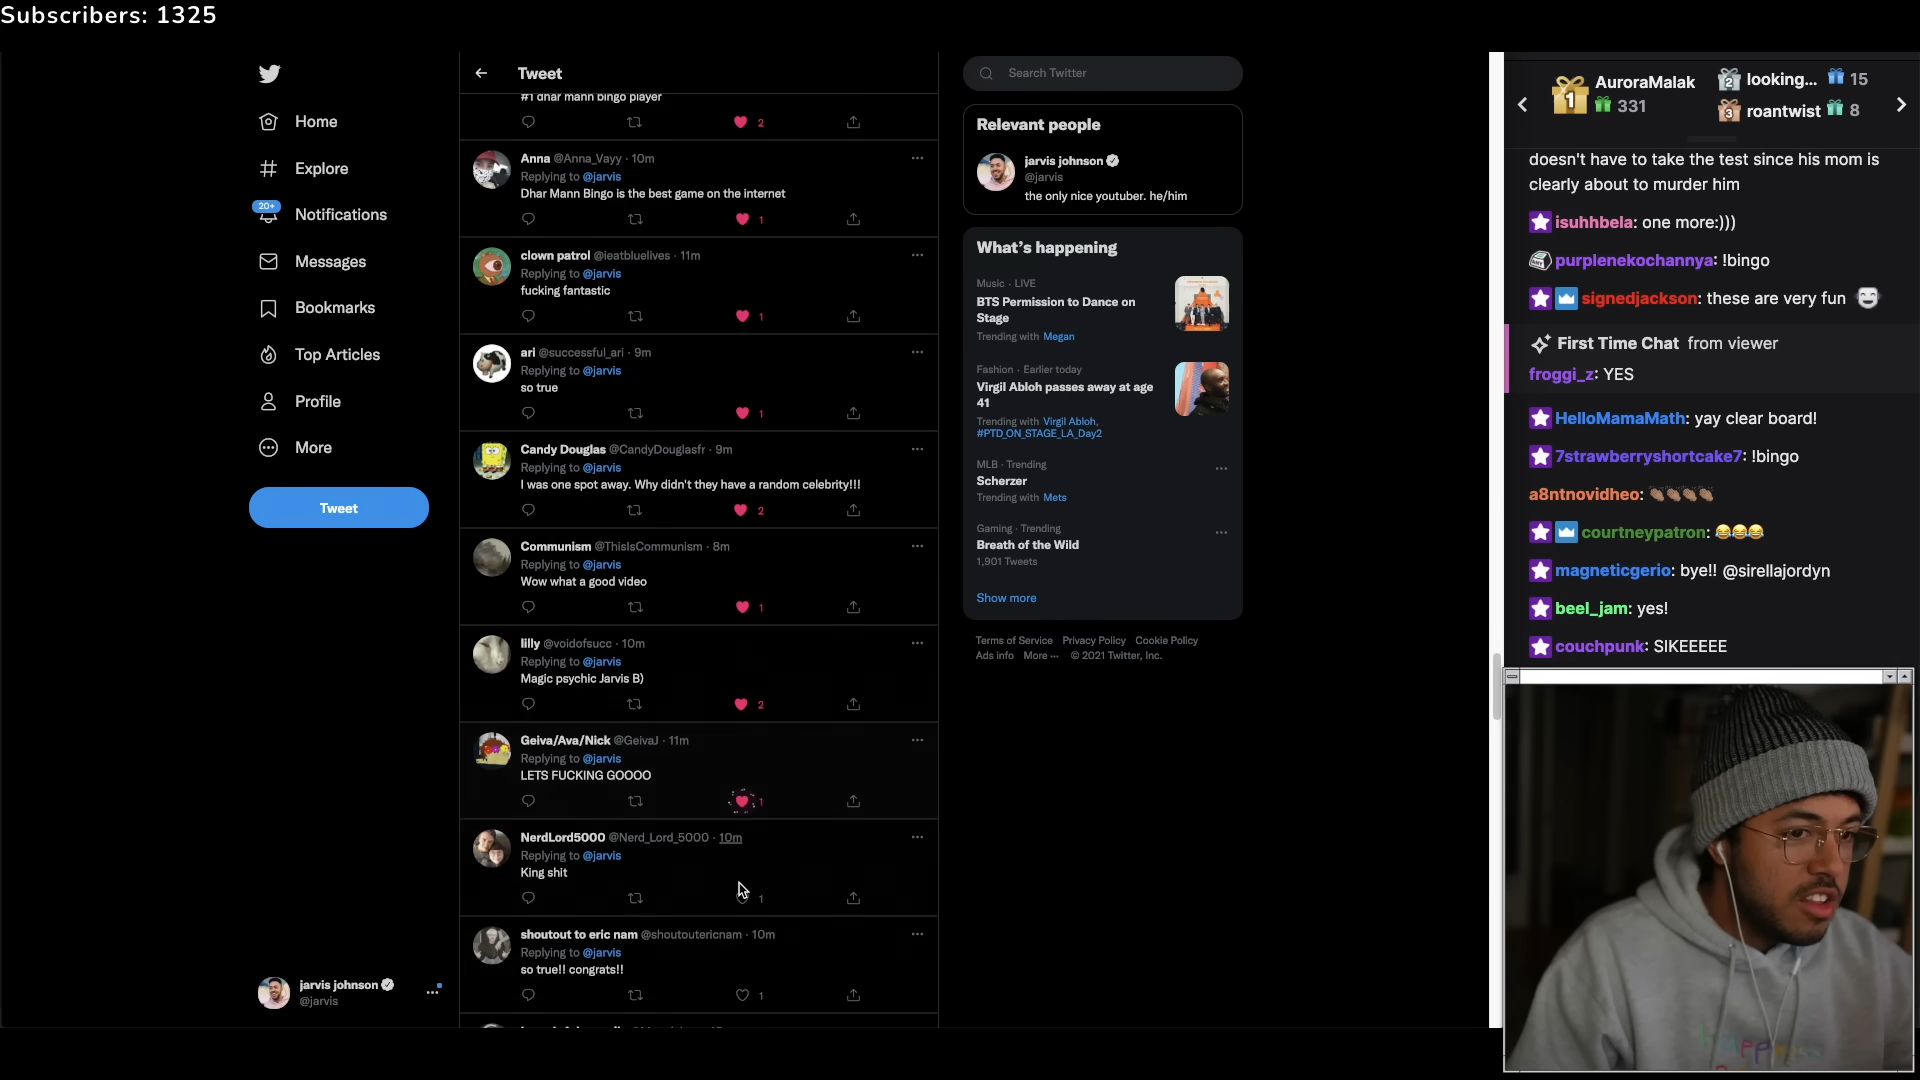 Subscribers: 1325
Home
Explore
20+
Notifications
Messages
Bookmarks
Top Articles
Profile
More
Tweet
jarvis johnson
@jarvis
Tweet
#1 dhar mann bingo player
2
Anna @Anna_Vayy · 10m
Replying to @jarvis
Dhar Mann Bingo is the best game on the internet
1
clown patrol @ieatbluelives · 11m
Replying to @jarvis
fucking fantastic
1
ari @successful_ari · 9m
Replying to @jarvis
so true
1
Candy Douglas @CandyDouglasfr · 9m
Replying to @jarvis
I was one spot away. Why didn't they have a random celebrity!!!
2
Communism @ThisIsCommunism · 8m
Replying to @jarvis
Wow what a good video
1
lilly @voidofsucc · 10m
Replying to @jarvis
Magic psychic Jarvis B)
2
Geiva/Ava/Nick @GeivaJ · 11m
Replying to @jarvis
LETS FUCKING GOOOO
1
NerdLord5000 @Nerd_Lord_5000 · 10m
Replying to @jarvis
King shit
1
shoutout to eric nam @shoutoutericnam · 10m
Replying to @jarvis
so true!! congrats!!
1
Search Twitter
Relevant people
jarvis johnson
@jarvis
the only nice youtuber. he/him
What's happening
Music · LIVE
BTS Permission to Dance on
Stage
Trending with Megan
Fashion · Earlier today
Virgil Abloh passes away at age
41
Trending with Virgil Abloh,
#PTD_ON_STAGE_LA_Day2
MLB · Trending
Scherzer
Trending with Mets
Gaming · Trending
Breath of the Wild
1,901 Tweets
Show more
Terms of Service Privacy Policy Cookie Policy
Ads info More ··· © 2021 Twitter, Inc.
1 AuroraMalak
331
2 looking... 15
3 roantwist 8
doesn't have to take the test since his mom is
clearly about to murder him
isuhhbela: one more:)))
purplenekochannya: !bingo
signedjackson: these are very fun
First Time Chat from viewer
froggi_z: YES
HelloMamaMath: yay clear board!
7strawberryshortcake7: !bingo
a8ntnovidheo: 👏🏽👏🏽👏🏽👏🏽
courtneypatron: 😂😂😂
magneticgerio: bye!! @sirellajordyn
beel_jam: yes!
couchpunk: SIKEEEEE